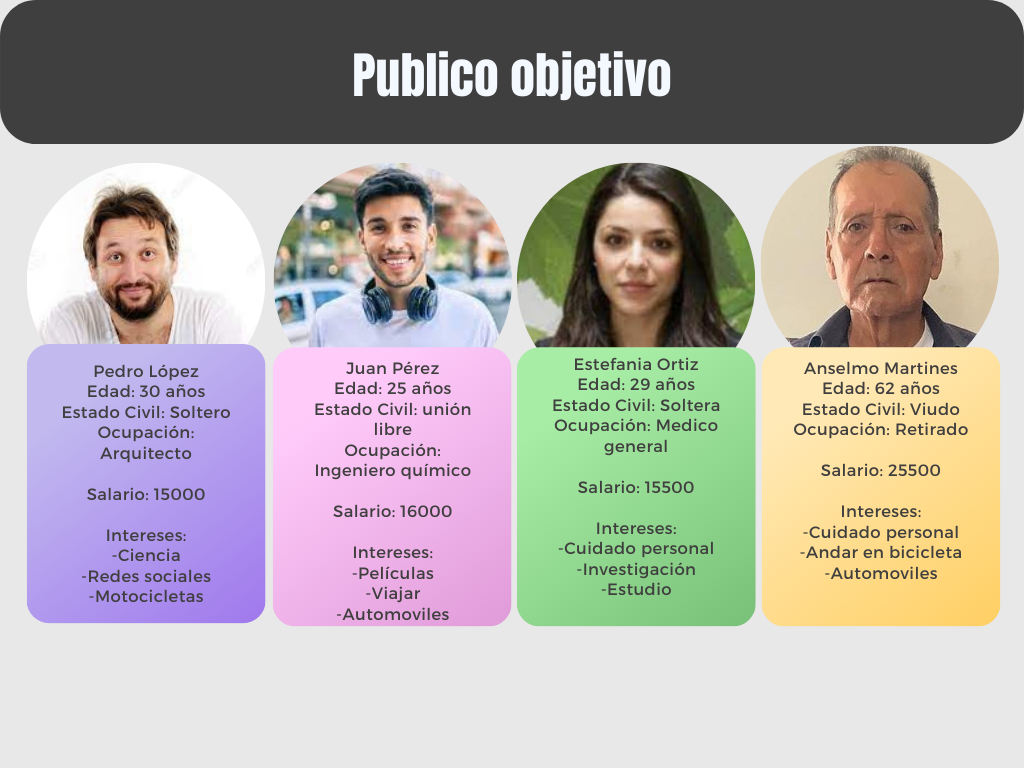 Publico objetivo
Pedro López
Edad: 30 años
Estado Civil: Soltero
Ocupación:
Arquitecto
Salario: 15000
Intereses:
-Ciencia
-Redes sociales
-Motocicletas
Juan Pérez
Edad: 25 años
Estado Civil: unión
libre
Ocupación:
Ingeniero químico
Salario: 16000
Intereses:
-Películas
-Viajar
-Automoviles
Estefania Ortiz
Edad: 29 años
Estado Civil: Soltera
Ocupación: Medico
general
Salario: 15500
Intereses:
-Cuidado personal
-Investigación
-Estudio
Anselmo Martines
Edad: 62 años
Estado Civil: Viudo
Ocupación: Retirado
Salario: 25500
Intereses:
-Cuidado personal
-Andar en bicicleta
-Automoviles